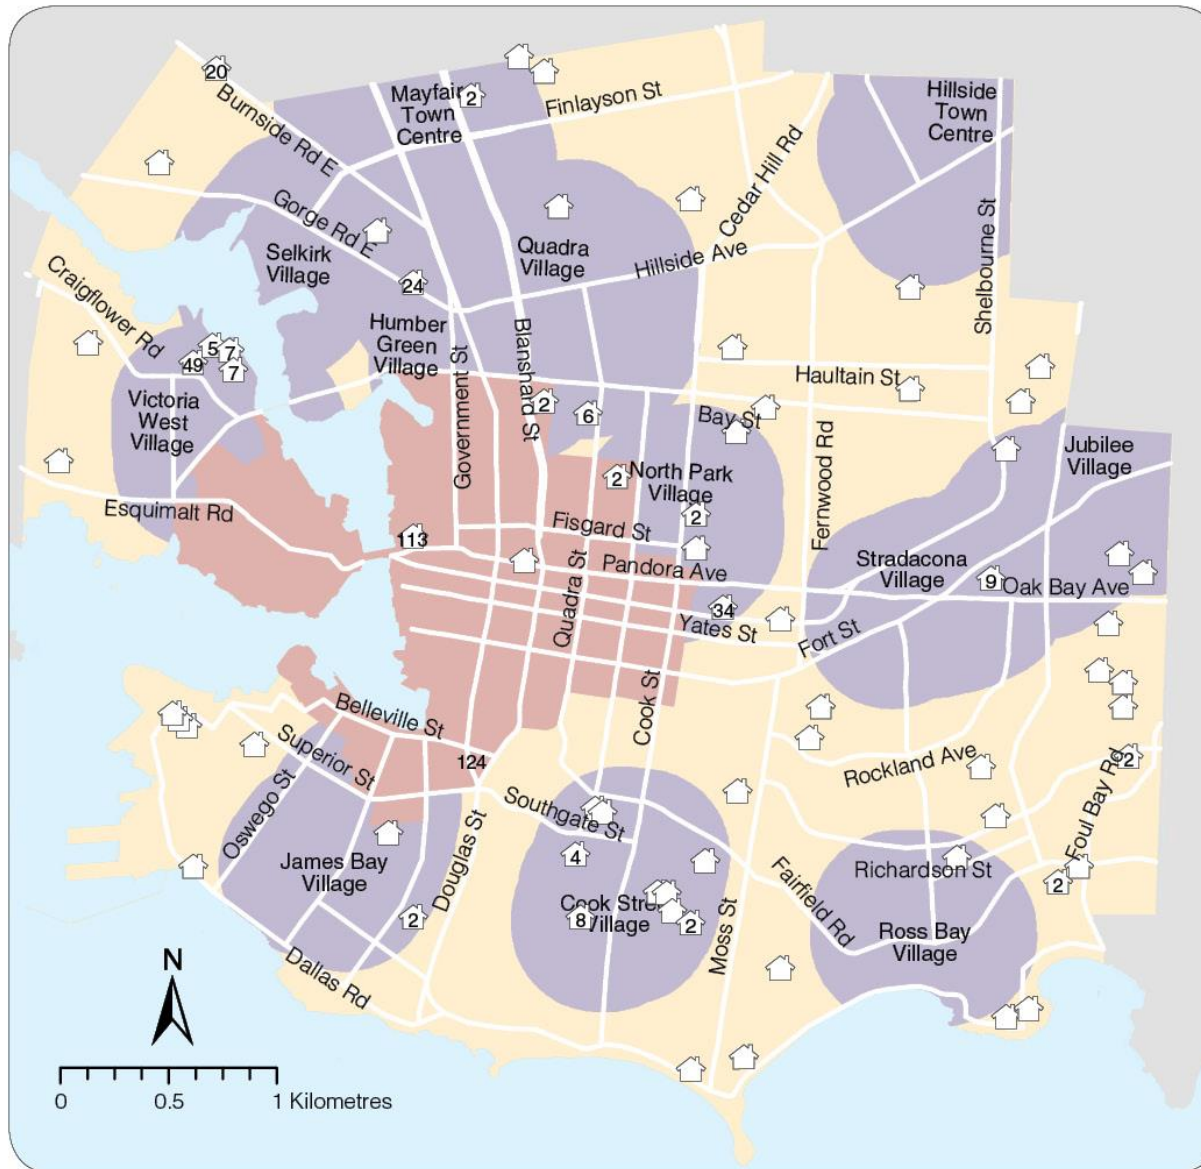 20
Burnside Rd E
Mayfair
Town
Centre
2
Finlayson St
Hillside
Town
Centre
Cedar Hill Rd
Shelbourne St
Gorge Rd E
Selkirk
Village
24
Quadra
Village
Hillside Ave
Craigflower Rd
5
7
49
7
Humber
Green
Village
Government St
Blanshard St
Haultain St
Victoria
West
Village
2
6
Bay St
Fernwood Rd
Jubilee
Village
2
North Park
Village
2
Esquimalt Rd
113
Fisgard St
Pandora Ave
Stradacona
Village
9
Oak Bay Ave
Quadra St
34
Yates St
Fort St
Cook St
Belleville St
124
Superior St
Rockland Ave
2
Foul Bay Rd
Oswego St
Southgate St
James Bay
Village
Douglas St
4
Richardson St
2
Fairfield Rd
Cook Stre
Village
8
2
2
Moss St
Ross Bay
Village
Dallas Rd
N
0
0.5
1 Kilometres